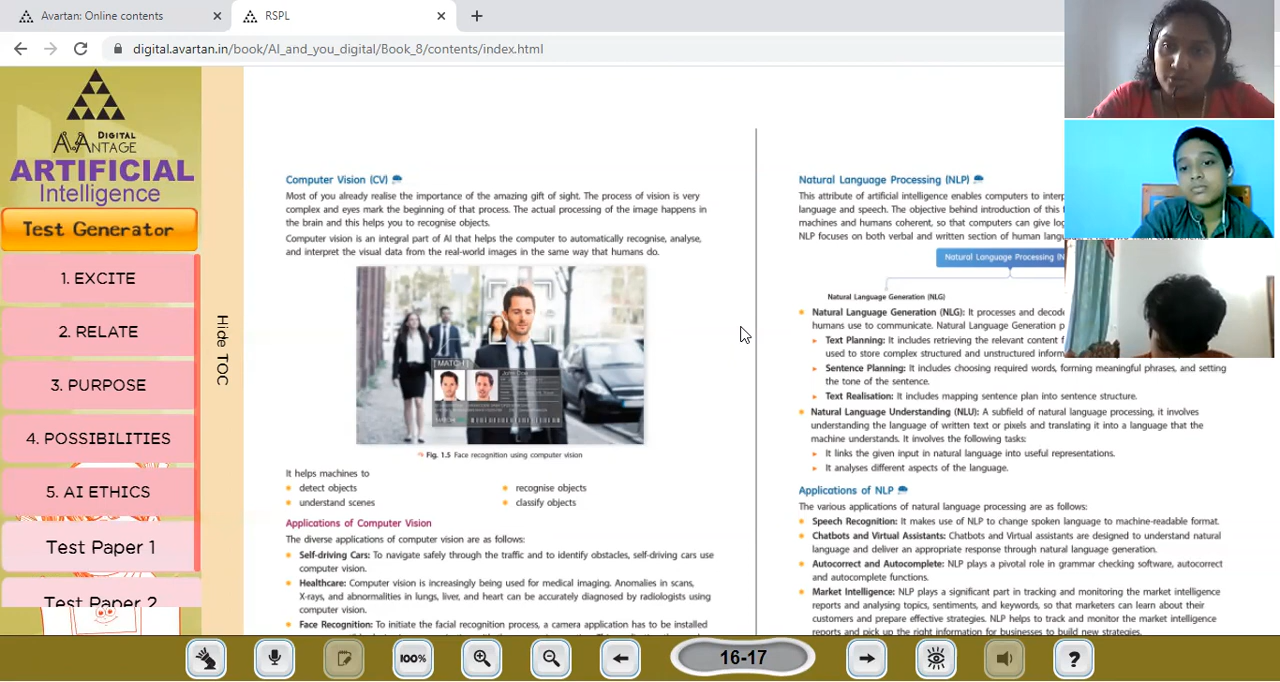 Avartan: Online contents
RSPL
digital.avartan.in/book/AI_and_you_digital/Book_8/contents/index.html
DIGITAL
AVANTAGE
ARTIFICIAL
Intelligence
Test Generator
1. EXCITE
2. RELATE
3. PURPOSE
4. POSSIBILITIES
5. AI ETHICS
Test Paper 1
Test Paper 2
Hide TOC
Computer Vision (CV)
Most of you already realise the importance of the amazing gift of sight. The process of vision is very
complex and eyes mark the beginning of that process. The actual processing of the image happens in
the brain and this helps you to recognise objects.
Computer vision is an integral part of AI that helps the computer to automatically recognise, analyse,
and interpret the visual data from the real-world images in the same way that humans do.
[MATCH]
Fig. 1.5 Face recognition using computer vision
It helps machines to
detect objects
recognise objects
understand scenes
classify objects
Applications of Computer Vision
The diverse applications of computer vision are as follows:
Self-driving Cars: To navigate safely through the traffic and to identify obstacles, self-driving cars use
computer vision.
Healthcare: Computer vision is increasingly being used for medical imaging. Anomalies in scans,
X-rays, and abnormalities in lungs, liver, and heart can be accurately diagnosed by radiologists using
computer vision.
Face Recognition: To initiate the facial recognition process, a camera application has to be installed
Natural Language Processing (NLP)
This attribute of artificial intelligence enables computers to
language and speech. The objective behind introduction of this
machines and humans coherent, so that computers can give
NLP focuses on both verbal and written section of human
Natural Language Processing
Natural Language Generation (NLG)
Natural Language Generation (NLG): It processes and
humans use to communicate. Natural Language Generation
Text Planning: It includes retrieving the relevant content
used to store complex structured and unstructured
Sentence Planning: It includes choosing required words, forming meaningful phrases, and setting
the tone of the sentence.
Text Realisation: It includes mapping sentence plan into sentence structure.
Natural Language Understanding (NLU): A subfield of natural language processing, it involves
understanding the language of written text or pixels and translating it into a language that the
machine understands. It involves the following tasks:
It links the given input in natural language into useful representations.
It analyses different aspects of the language.
Applications of NLP
The various applications of natural language processing are as follows:
Speech Recognition: It makes use of NLP to change spoken language to machine-readable format.
Chatbots and Virtual Assistants: Chatbots and Virtual assistants are designed to understand natural
language and deliver an appropriate response through natural language generation.
Autocorrect and Autocomplete: NLP plays a pivotal role in grammar checking software, autocorrect
and autocomplete functions.
Market Intelligence: NLP plays a significant part in tracking and monitoring the market intelligence
reports and analysing topics, sentiments, and keywords, so that marketers can learn about their
customers and prepare effective strategies. NLP helps to track and monitor the market intelligence
reports and pick up the right information for businesses to build new strategies.
100%
16-17
?